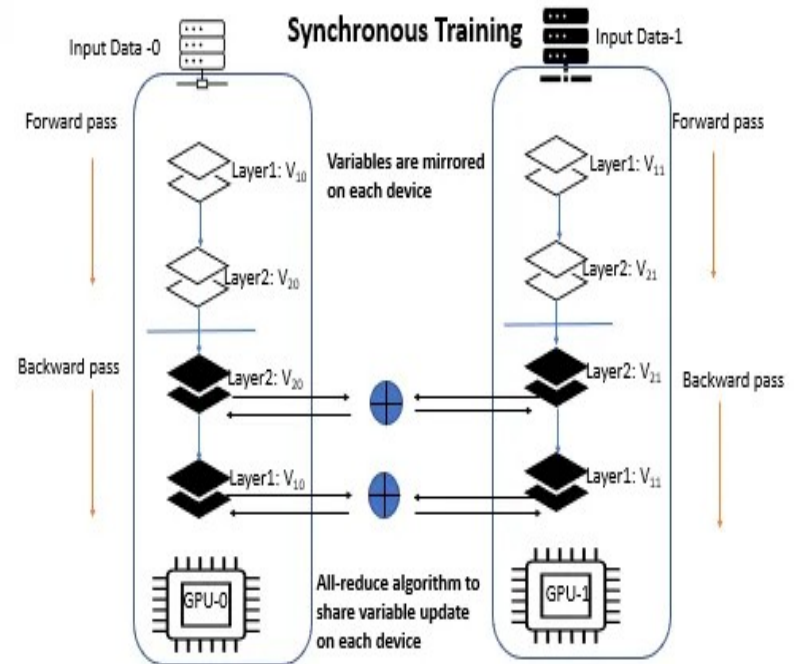 Synchronous Training
Input Data -0
Input Data-1
Forward pass
Forward pass
Layer1: V₁₀
Variables are mirrored
on each device
Layer1: V₁₁
Layer2: V₂₀
Layer2: V₂₁
Backward pass
Backward pass
Layer2: V₂₀
Layer2: V₂₁
Layer1: V₁₀
Layer1: V₁₁
GPU-0
All-reduce algorithm to
share variable update
on each device
GPU-1